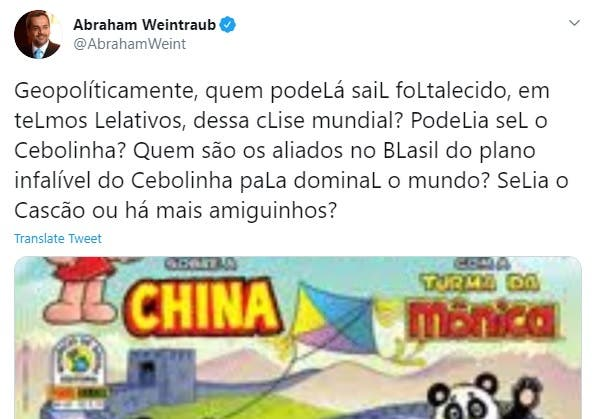 Abraham Weintraub
@AbrahamWeint
Geopolíticamente, quem podeLá saiL foLtalecido, em
teLmos Lelativos, dessa cLise mundial? PodeLia seL o
Cebolinha? Quem são os aliados no BLasil do plano
infalível do Cebolinha paLa dominaL o mundo? SeLia o
Cascão ou há mais amiguinhos?
Translate Tweet
SOBRE A
COM A
CHINA
TURMA DA
Mônica